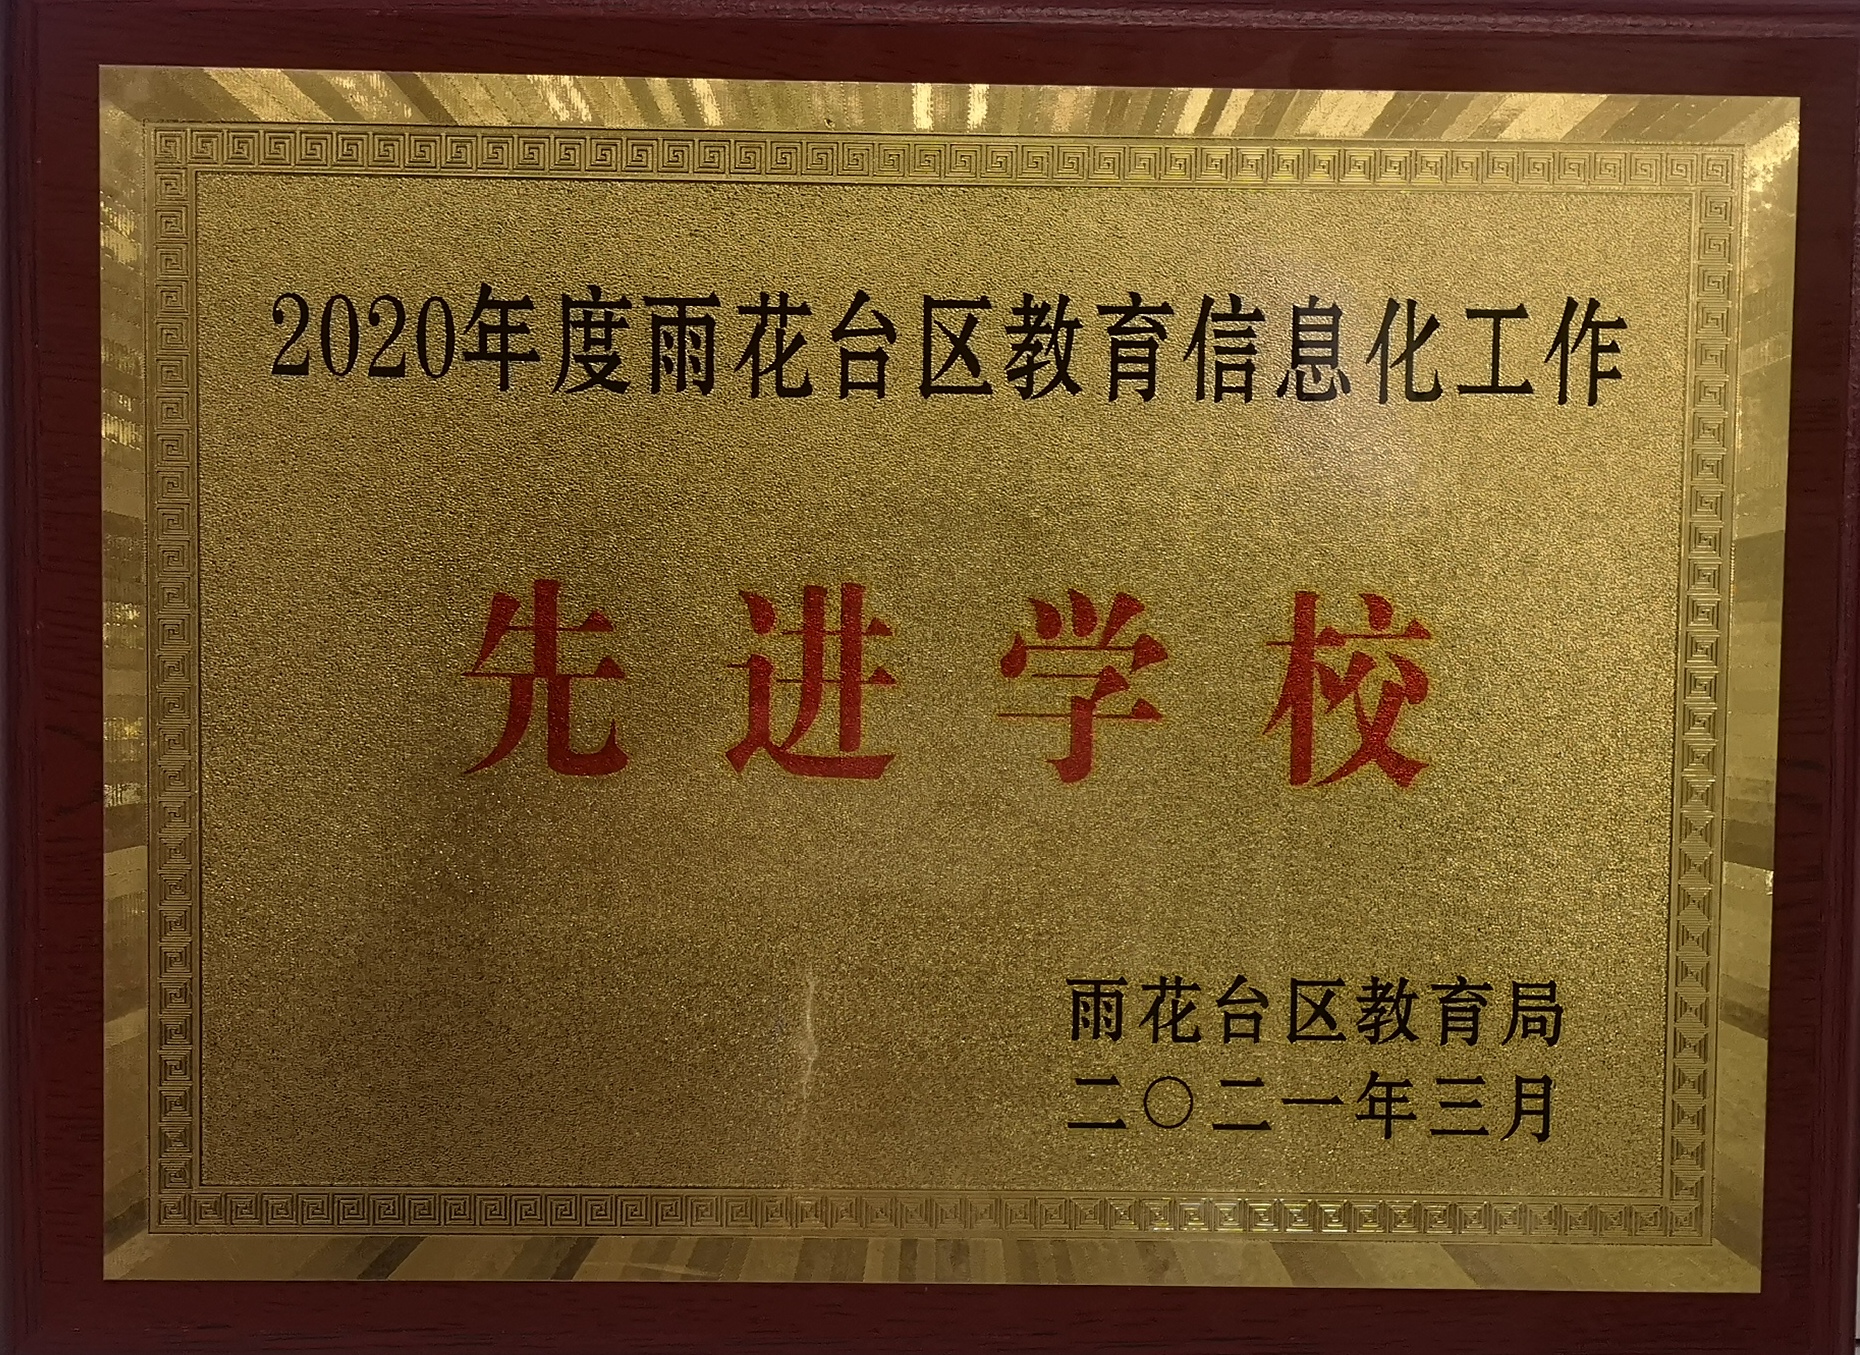 2020年度雨花台区教育信息化工作
先进学校
雨花台区教育局
二〇二一年三月